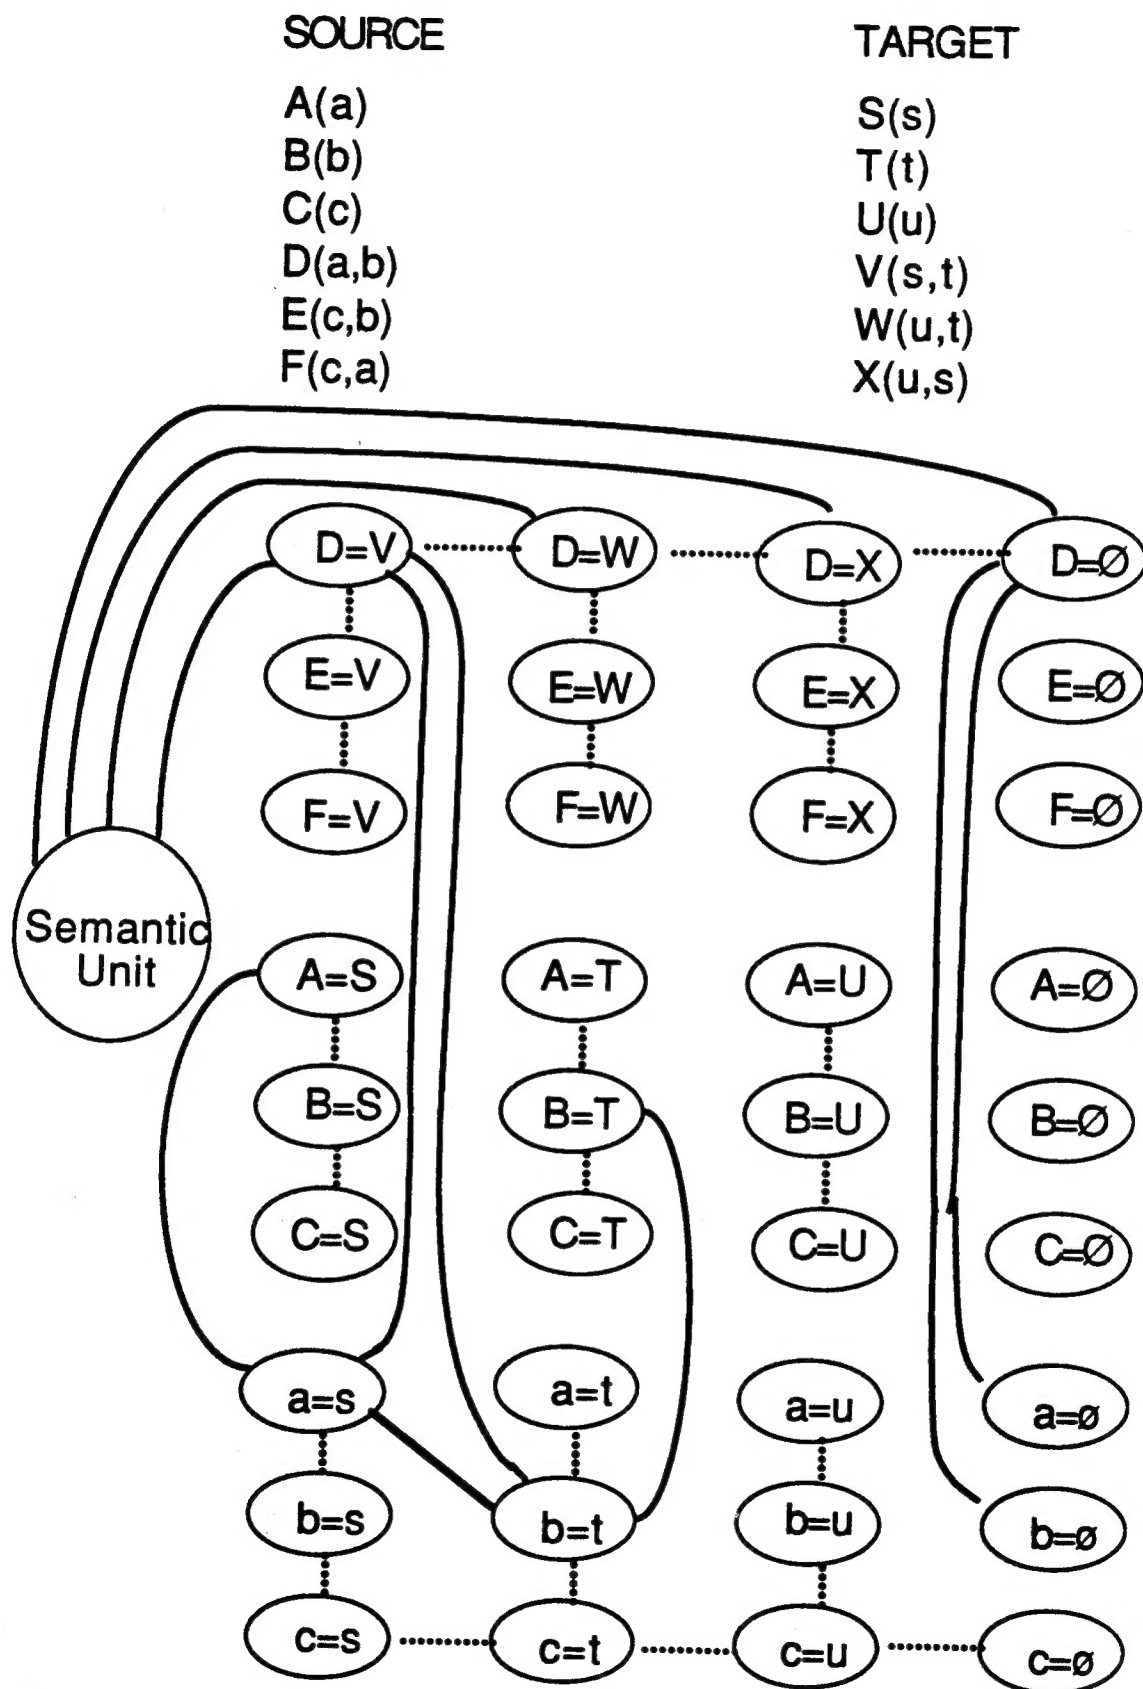 SOURCE
A(a)
B(b)
C(c)
D(a,b)
E(c,b)
F(c,a)
TARGET
S(s)
T(t)
U(u)
V(s,t)
W(u,t)
X(u,s)
D=V D=W D=X D=Ø
E=V E=W E=X E=Ø
F=V F=W F=X F=Ø
Semantic
Unit
A=S A=T A=U A=Ø
B=S B=T B=U B=Ø
C=S C=T C=U C=Ø
a=s a=t a=u a=ø
b=s b=t b=u b=ø
c=s c=t c=u c=ø